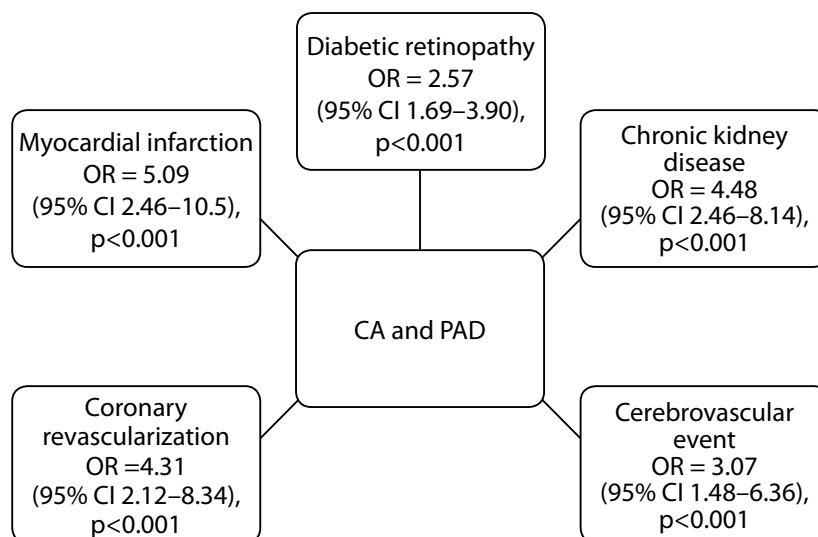 Diabetic retinopathy
OR = 2.57
(95% CI 1.69–3.90),
p<0.001
Myocardial infarction
OR = 5.09
(95% CI 2.46–10.5),
p<0.001
Chronic kidney
disease
OR = 4.48
(95% CI 2.46–8.14),
p<0.001
CA and PAD
Coronary
revascularization
OR =4.31
(95% CI 2.12–8.34),
p<0.001
Cerebrovascular
event
OR = 3.07
(95% CI 1.48–6.36),
p<0.001